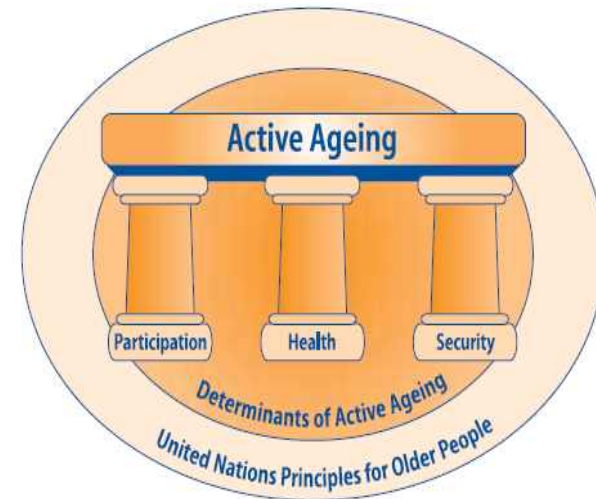 Active Ageing
Participation Health Security
Determinants of Active Ageing
United Nations Principles for Older People